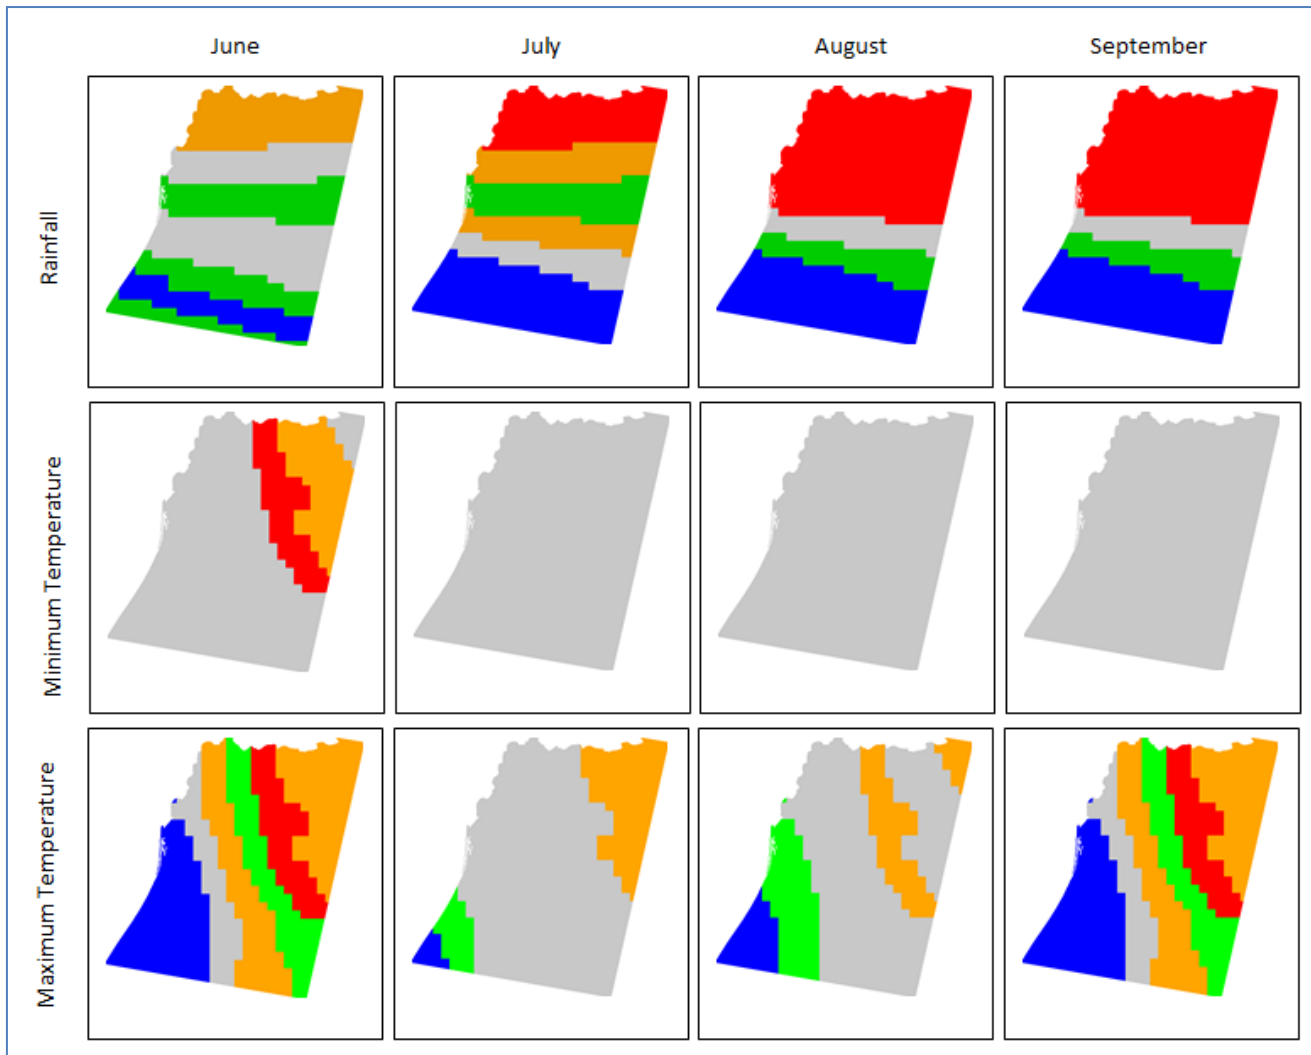 June
July
August
September
Rainfall
Minimum Temperature
Maximum Temperature